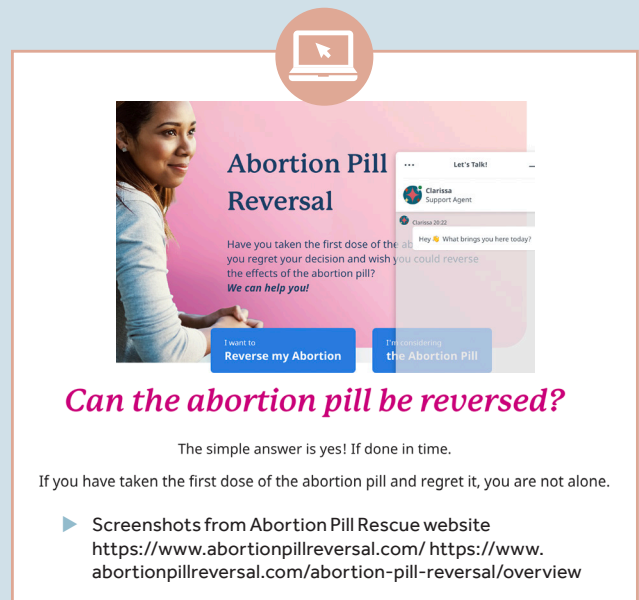 Abortion Pill
Reversal
Have you taken the first dose of the ab
you regret your decision and wish you could reverse
the effects of the abortion pill?
We can help you!
I want to
Reverse my Abortion
I'm considering
the Abortion Pill
Let's Talk!
Clarissa
Support Agent
Clarissa 20:22
Hey 👋 What brings you here today?
Can the abortion pill be reversed?
The simple answer is yes! If done in time.
If you have taken the first dose of the abortion pill and regret it, you are not alone.
Screenshots from Abortion Pill Rescue website
https://www.abortionpillreversal.com/ https://www.
abortionpillreversal.com/abortion-pill-reversal/overview